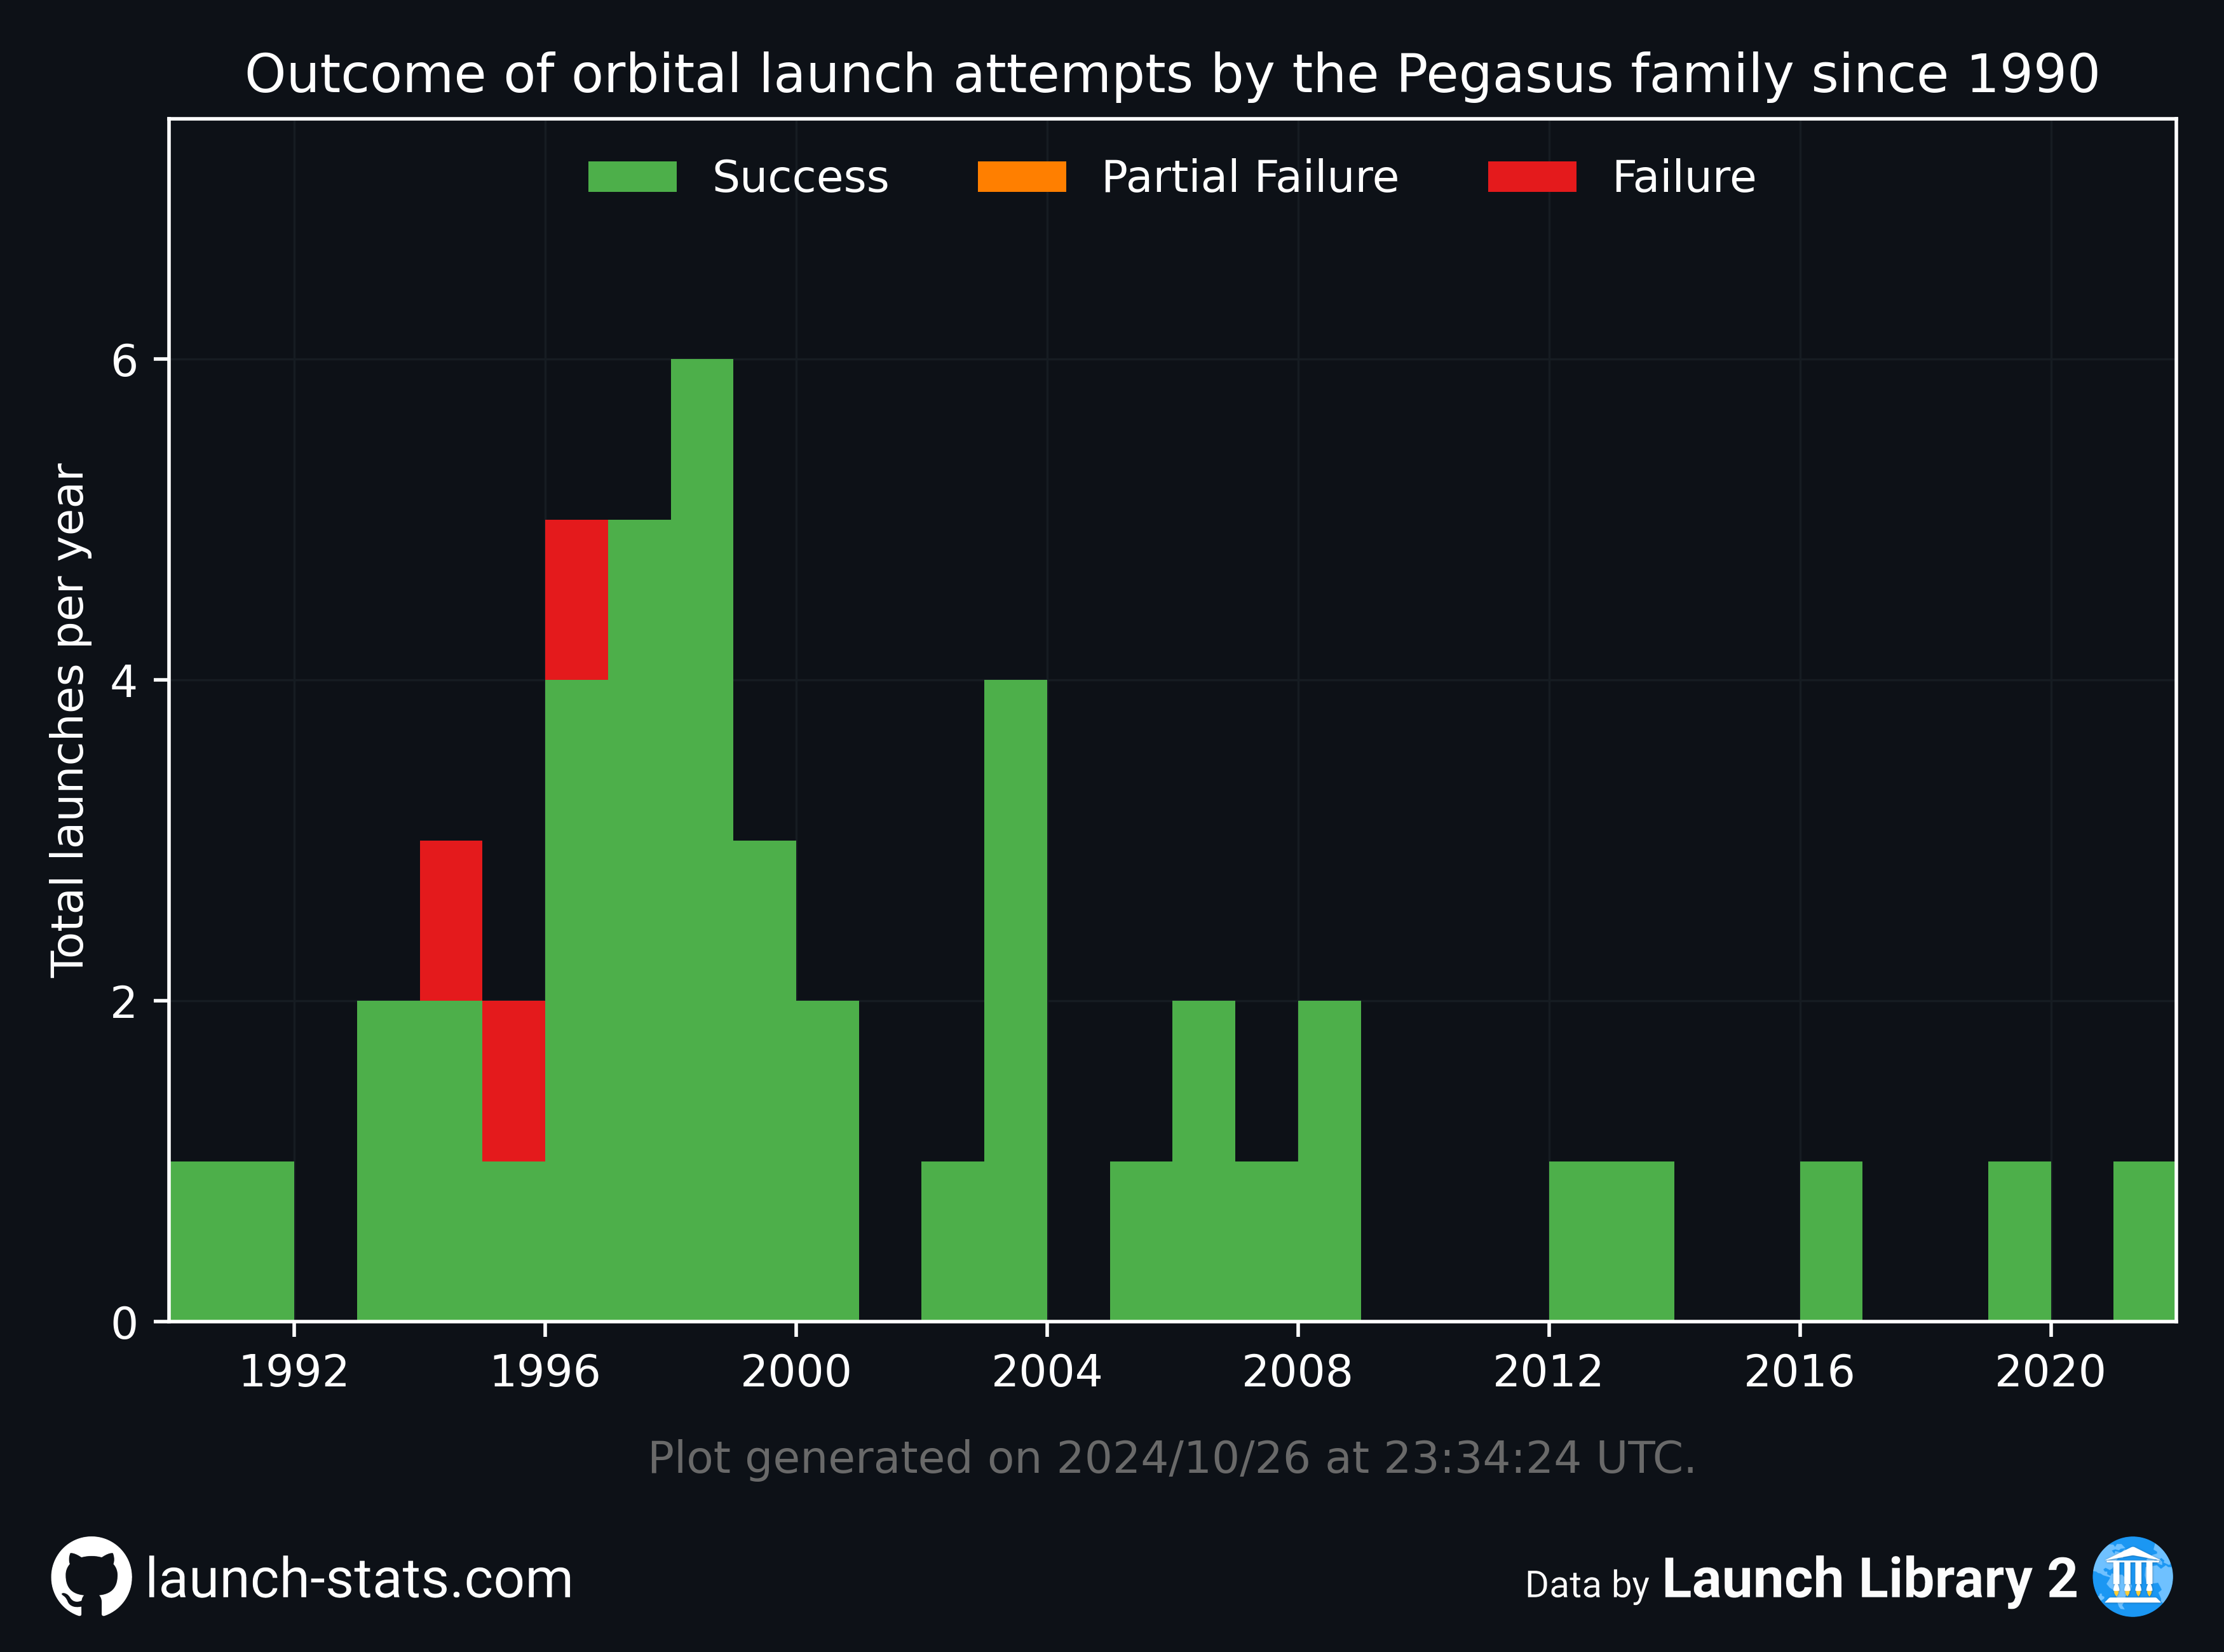 Outcome of orbital launch attempts by the Pegasus family since 1990
Success Partial Failure Failure
Total launches per year
6
4
2
0
1992 1996 2000 2004 2008 2012 2016 2020
Plot generated on 2024/10/26 at 23:34:24 UTC.
launch-stats.com
Data by Launch Library 2